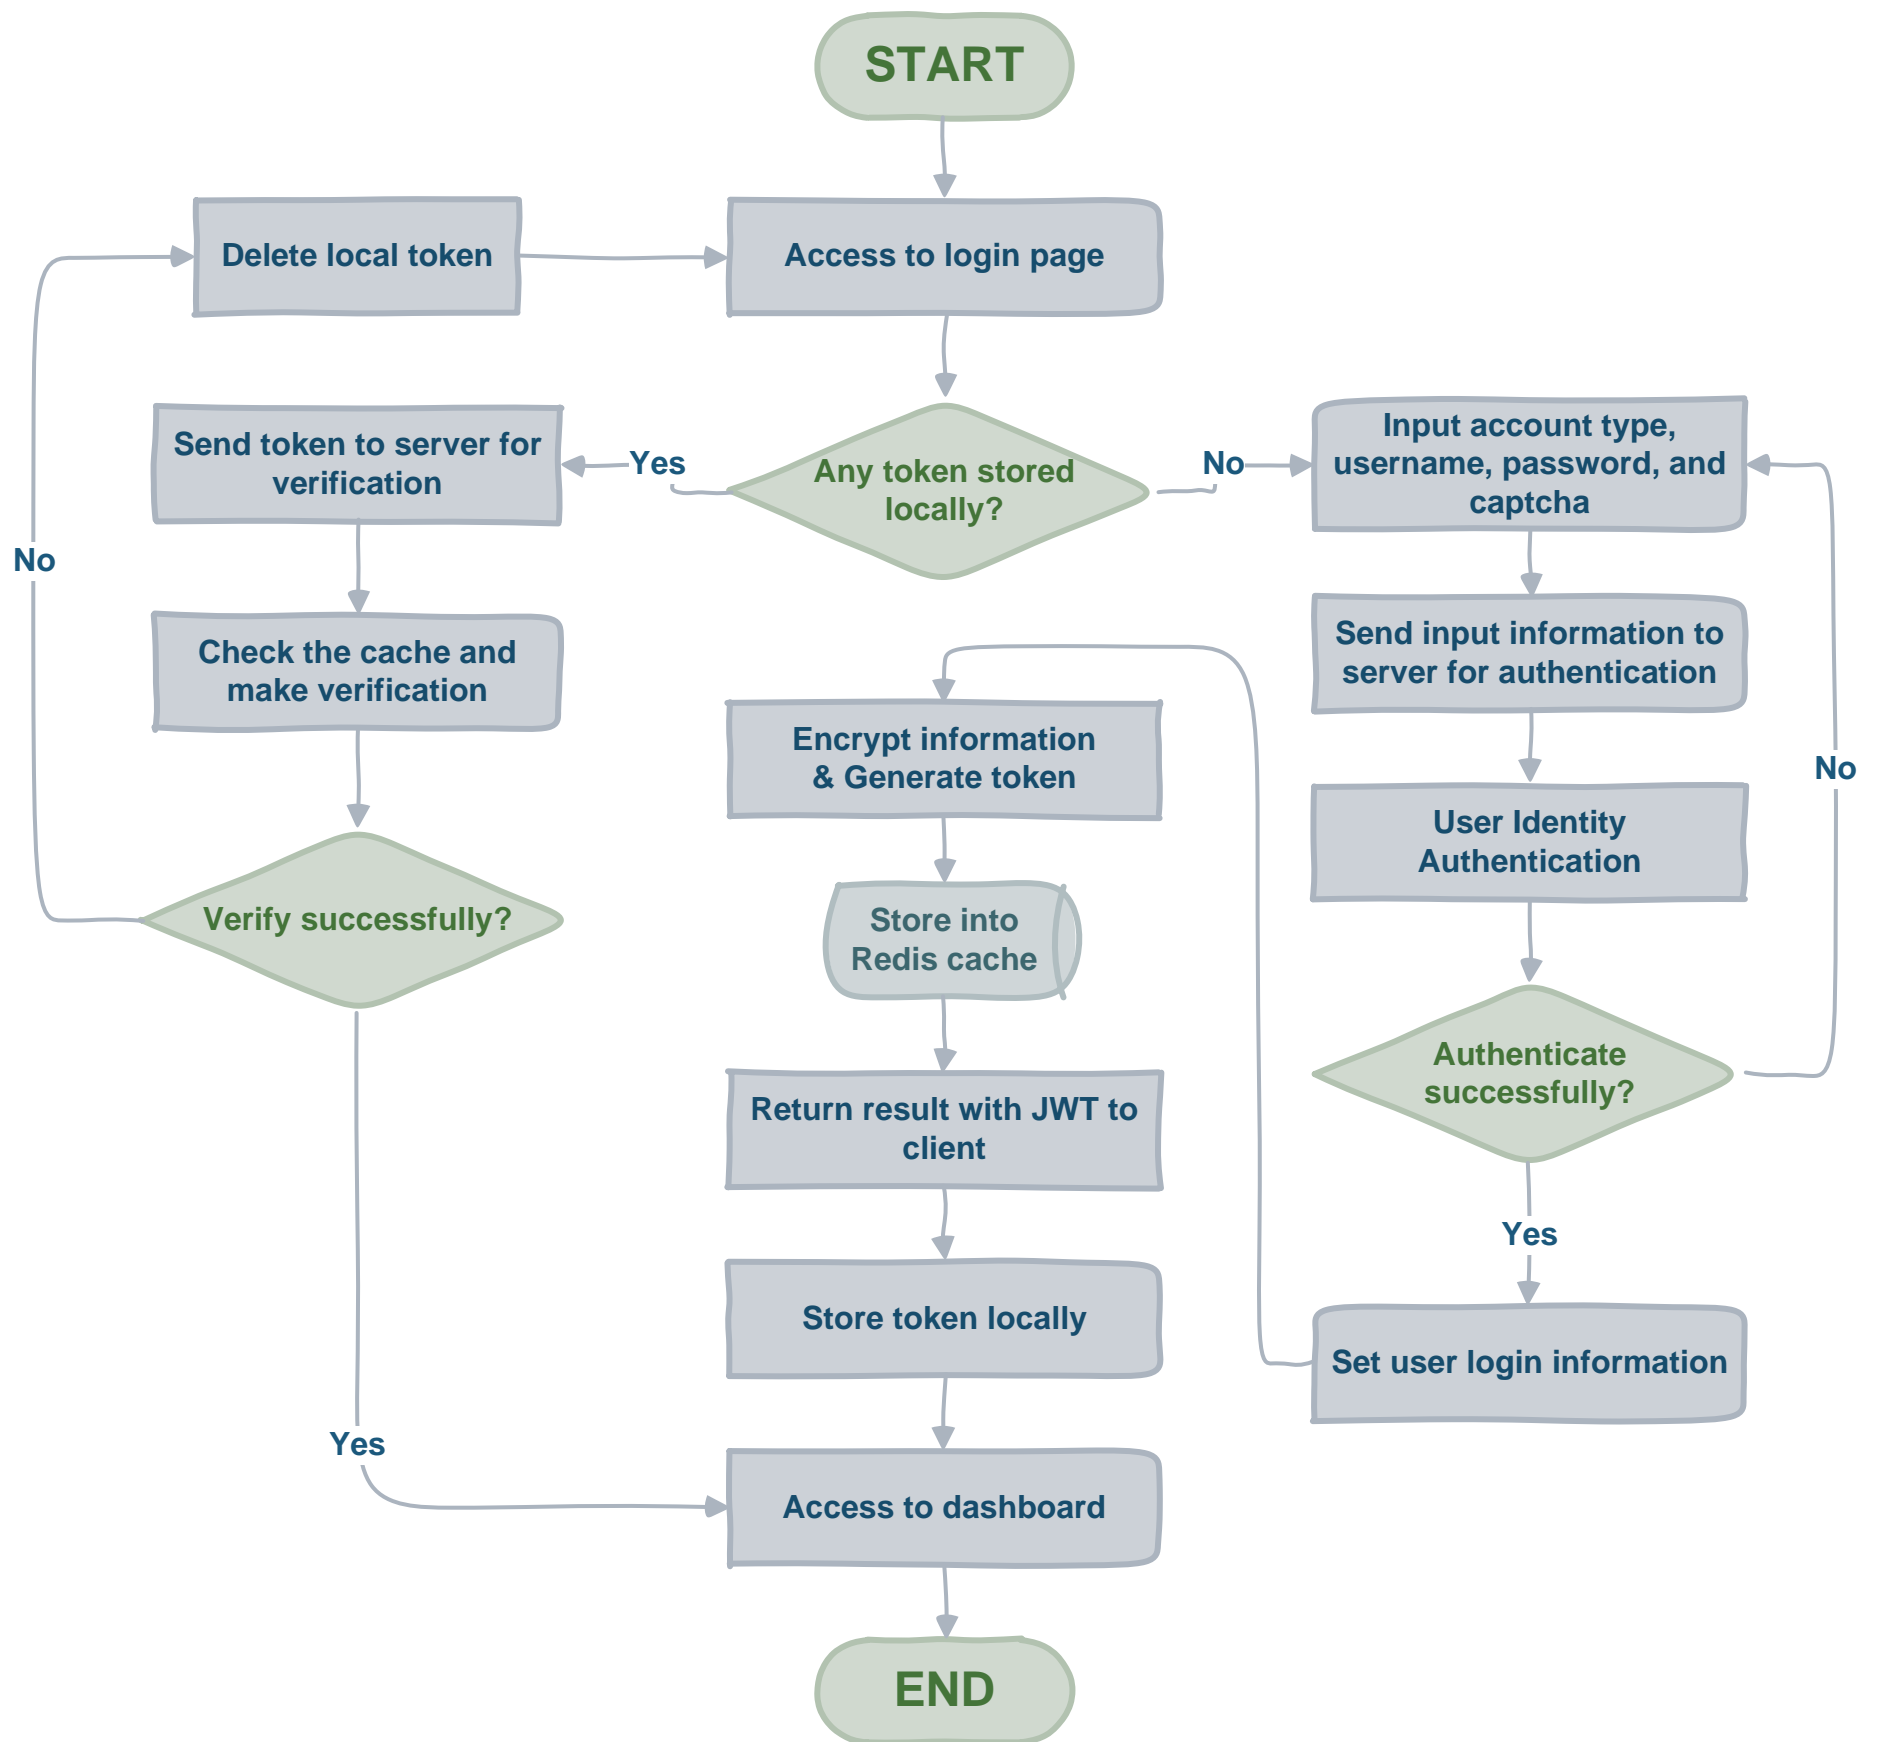 START
Delete local token
Access to login page
Send token to server for
verification
Yes
Any token stored
locally?
No
Input account type,
username, password, and
captcha
No
Check the cache and
make verification
Send input information to
server for authentication
Encrypt information
& Generate token
No
User Identity
Authentication
Verify successfully?
Store into
Redis cache
Authenticate
successfully?
Return result with JWT to
client
Yes
Store token locally
Set user login information
Yes
Access to dashboard
END